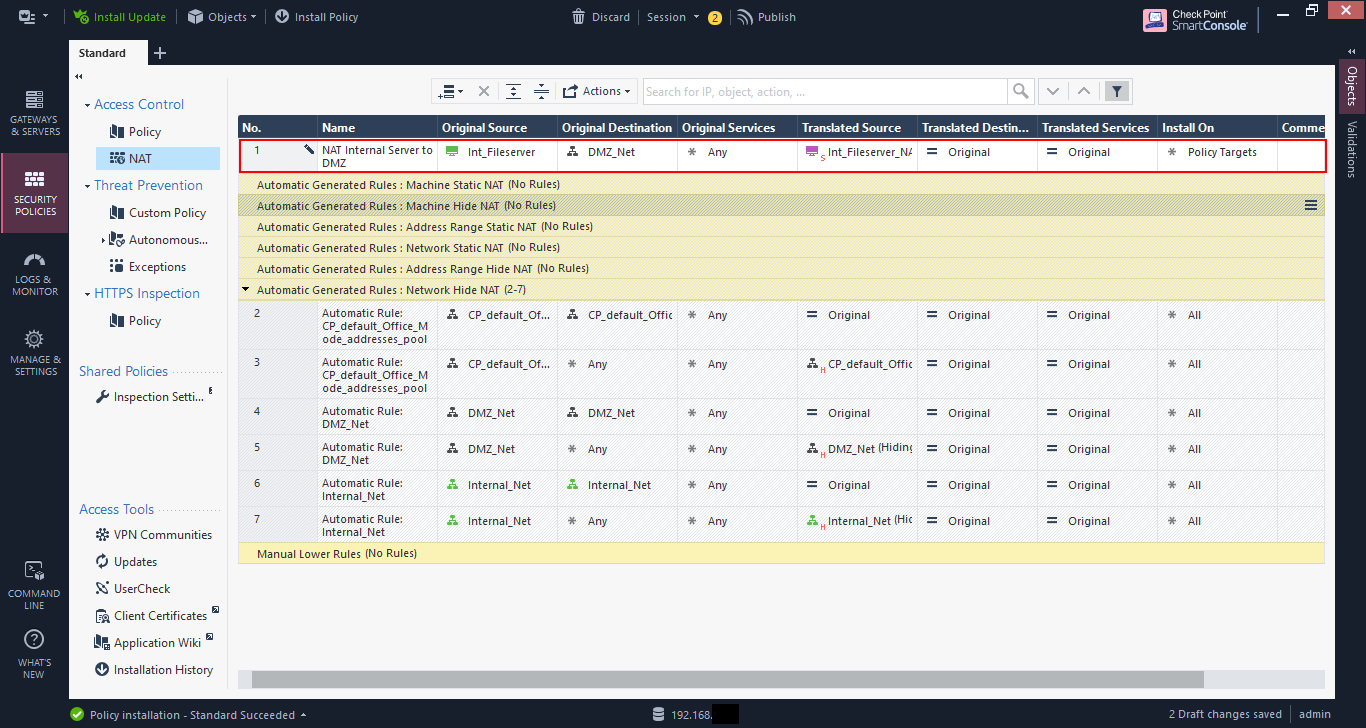 Install Update
Objects
Install Policy
Discard
Session
2
Publish
Check Point
SmartConsole
Standard
GATEWAYS
& SERVERS
SECURITY
POLICIES
LOGS &
MONITOR
MANAGE &
SETTINGS
COMMAND
LINE
WHAT'S
NEW
Access Control
Policy
NAT
Threat Prevention
Custom Policy
Autonomous...
Exceptions
HTTPS Inspection
Policy
Shared Policies
Inspection Setti...
Access Tools
VPN Communities
Updates
UserCheck
Client Certificates
Application Wiki
Installation History
Actions
Search for IP, object, action, ...
No. Name Original Source Original Destination Original Services Translated Source Translated Destin... Translated Services Install On Comme
1 NAT Internal Server to Int_Fileserver DMZ_Net Any S Int_Fileserver_NA Original Original Policy Targets
DMZ
Automatic Generated Rules : Machine Static NAT (No Rules)
Automatic Generated Rules : Machine Hide NAT (No Rules)
Automatic Generated Rules : Address Range Static NAT (No Rules)
Automatic Generated Rules : Network Static NAT (No Rules)
Automatic Generated Rules : Address Range Hide NAT (No Rules)
Automatic Generated Rules : Network Hide NAT (2-7)
2 Automatic Rule: CP_default_Of... CP_default_Offic Any Original Original Original All
CP_default_Office_M
ode_addresses_pool
3 Automatic Rule: CP_default_Of... Any Any H CP_default_Offic Original Original All
CP_default_Office_M
ode_addresses_pool
4 Automatic Rule: DMZ_Net DMZ_Net Any Original Original Original All
DMZ_Net
5 Automatic Rule: DMZ_Net Any Any H DMZ_Net (Hiding Original Original All
DMZ_Net
6 Automatic Rule: Internal_Net Internal_Net Any Original Original Original All
Internal_Net
7 Automatic Rule: Internal_Net Any Any H Internal_Net (Hid Original Original All
Internal_Net
Manual Lower Rules (No Rules)
Objects
Validations
Policy installation - Standard Succeeded
192.168.
2 Draft changes saved
admin